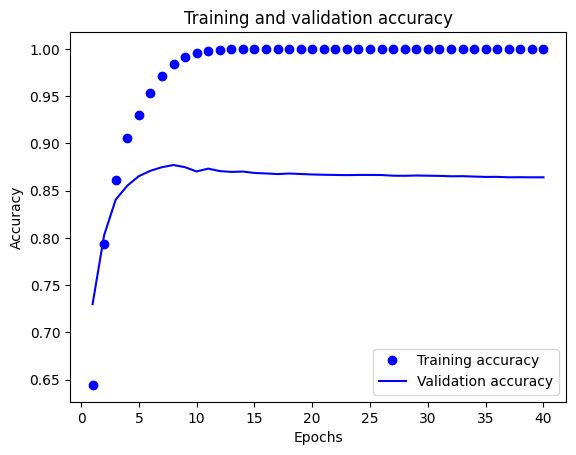 Training and validation accuracy
Accuracy
1.00
0.95
0.90
0.85
0.80
0.75
0.70
0.65
Training accuracy
Validation accuracy
0 5 10 15 20 25 30 35 40
Epochs